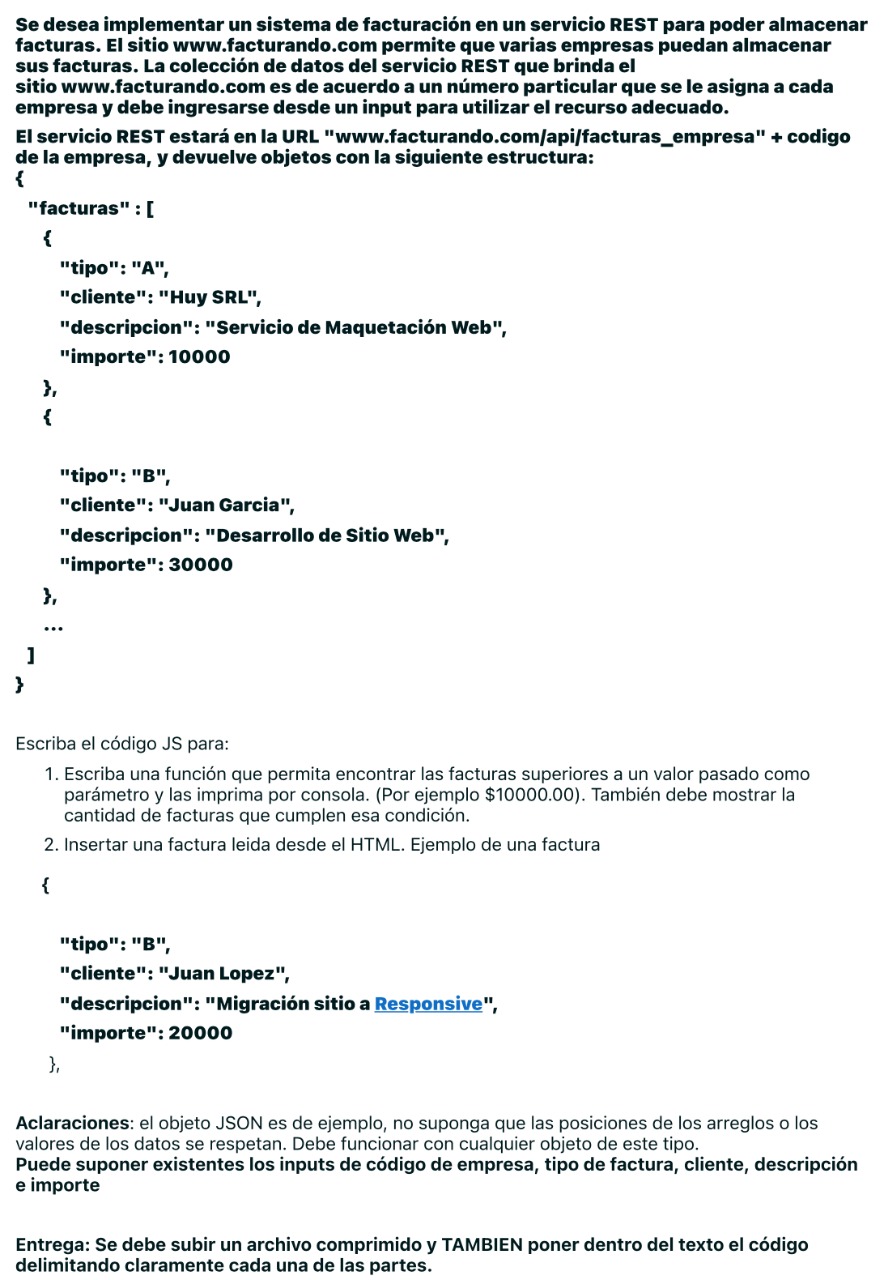 Se desea implementar un sistema de facturación en un servicio REST para poder almacenar
facturas. El sitio www.facturando.com permite que varias empresas puedan almacenar
sus facturas. La colección de datos del servicio REST que brinda el
sitio www.facturando.com es de acuerdo a un número particular que se le asigna a cada
empresa y debe ingresarse desde un input para utilizar el recurso adecuado.
El servicio REST estará en la URL "www.facturando.com/api/facturas_empresa" + codigo
de la empresa, y devuelve objetos con la siguiente estructura:
{
"facturas" : [
{
"tipo": "A",
"cliente": "Huy SRL",
"descripcion": "Servicio de Maquetación Web",
"importe": 10000
},
{
"tipo": "B",
"cliente": "Juan Garcia",
"descripcion": "Desarrollo de Sitio Web",
"importe": 30000
},
...
]
}
Escriba el código JS para:
1. Escriba una función que permita encontrar las facturas superiores a un valor pasado como
parámetro y las imprima por consola. (Por ejemplo $10000.00). También debe mostrar la
cantidad de facturas que cumplen esa condición.
2. Insertar una factura leida desde el HTML. Ejemplo de una factura
{
"tipo": "B",
"cliente": "Juan Lopez",
"descripcion": "Migración sitio a Responsive",
"importe": 20000
},
Aclaraciones: el objeto JSON es de ejemplo, no suponga que las posiciones de los arreglos o los
valores de los datos se respetan. Debe funcionar con cualquier objeto de este tipo.
Puede suponer existentes los inputs de código de empresa, tipo de factura, cliente, descripción
e importe
Entrega: Se debe subir un archivo comprimido y TAMBIEN poner dentro del texto el código
delimitando claramente cada una de las partes.